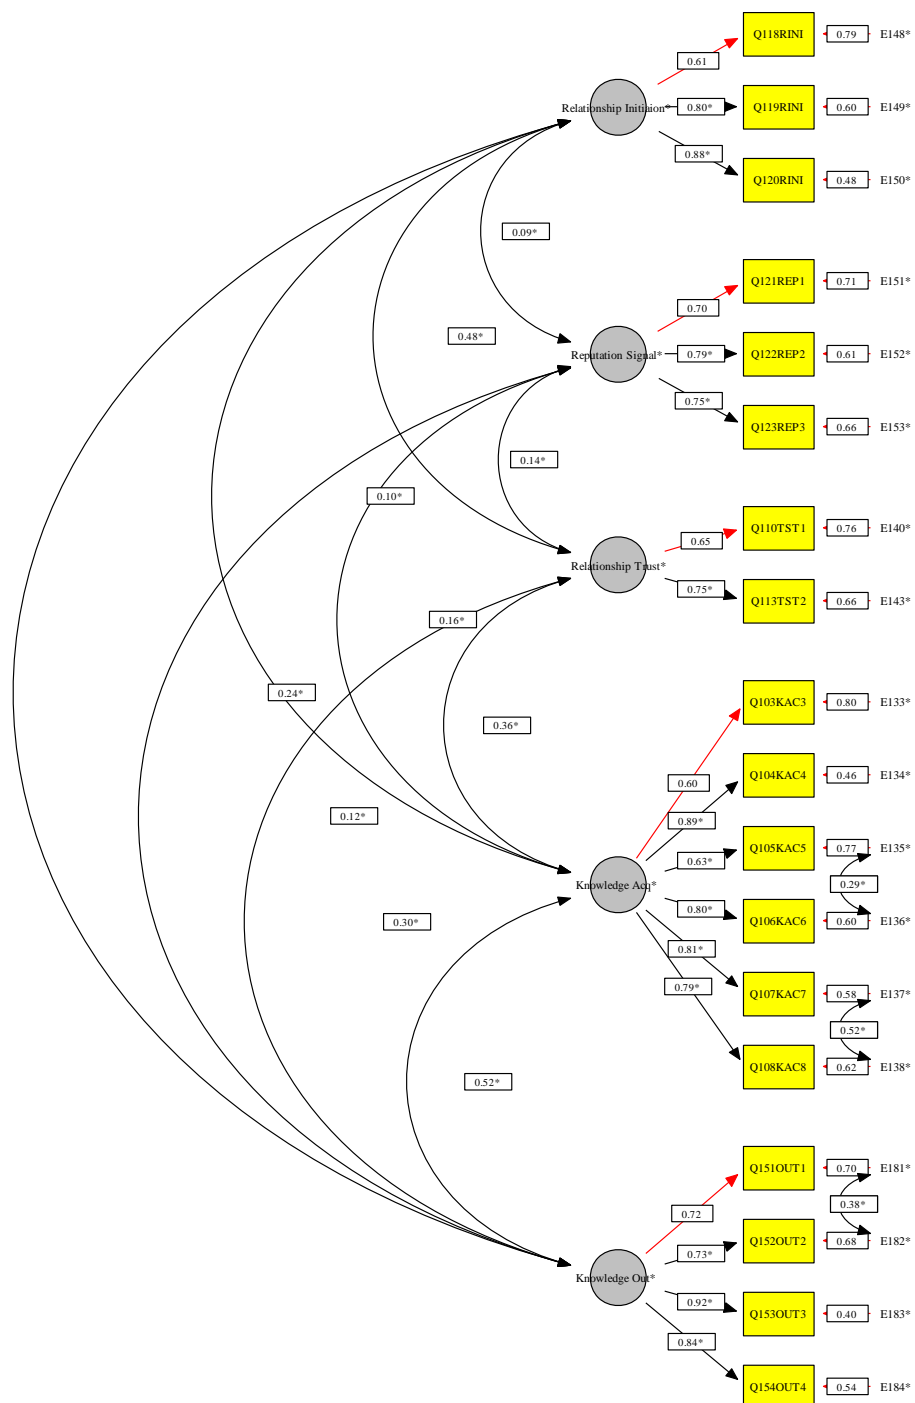 Q118RINI
0.79
E148*
0.61
Relationship Initiaion*
0.80*
Q119RINI
0.60
E149*
0.88*
Q120RINI
0.48
E150*
0.09*
Q121REP1
0.71
E151*
0.70
0.48*
Reputation Signal*
0.79*
Q122REP2
0.61
E152*
0.75*
Q123REP3
0.66
E153*
0.14*
0.10*
Q110TST1
0.76
E140*
0.65
Relationship Trust*
0.75*
Q113TST2
0.66
E143*
0.16*
0.24*
Q103KAC3
0.80
E133*
0.36*
0.60
Q104KAC4
0.46
E134*
0.12*
0.89*
Q105KAC5
0.77
E135*
0.63*
Knowledge Acq*
0.29*
0.80*
Q106KAC6
0.60
E136*
0.30*
0.81*
0.79*
Q107KAC7
0.58
E137*
0.52*
Q108KAC8
0.62
E138*
0.52*
Q151OUT1
0.70
E181*
0.38*
0.72
Q152OUT2
0.68
E182*
0.73*
Knowledge Out*
0.92*
Q153OUT3
0.40
E183*
0.84*
Q154OUT4
0.54
E184*